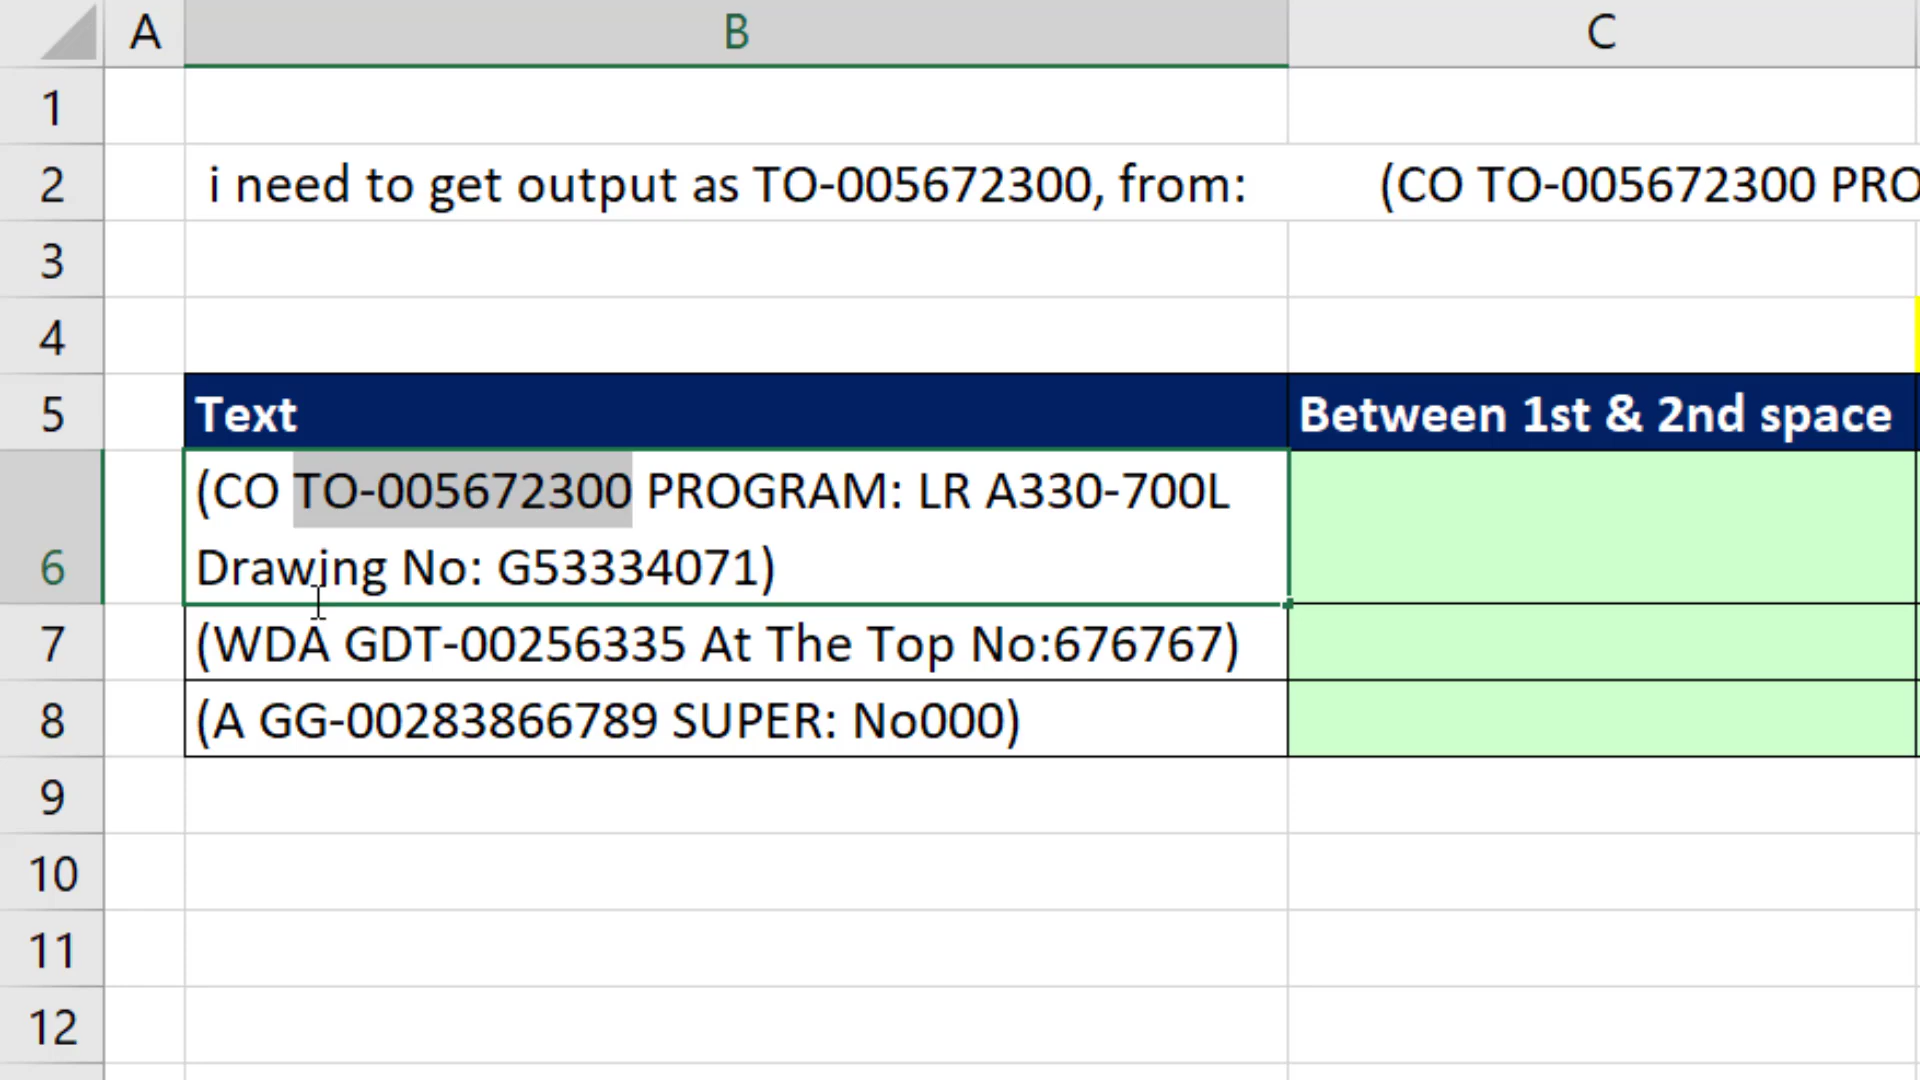 A B C
1
2 i need to get output as TO-005672300, from: (CO TO-005672300 PRO
3
4
5 Text Between 1st & 2nd space
(CO TO-005672300 PROGRAM: LR A330-700L
6 Drawing No: G53334071)
7 (WDA GDT-00256335 At The Top No:676767)
8 (A GG-00283866789 SUPER: No000)
9
10
11
12